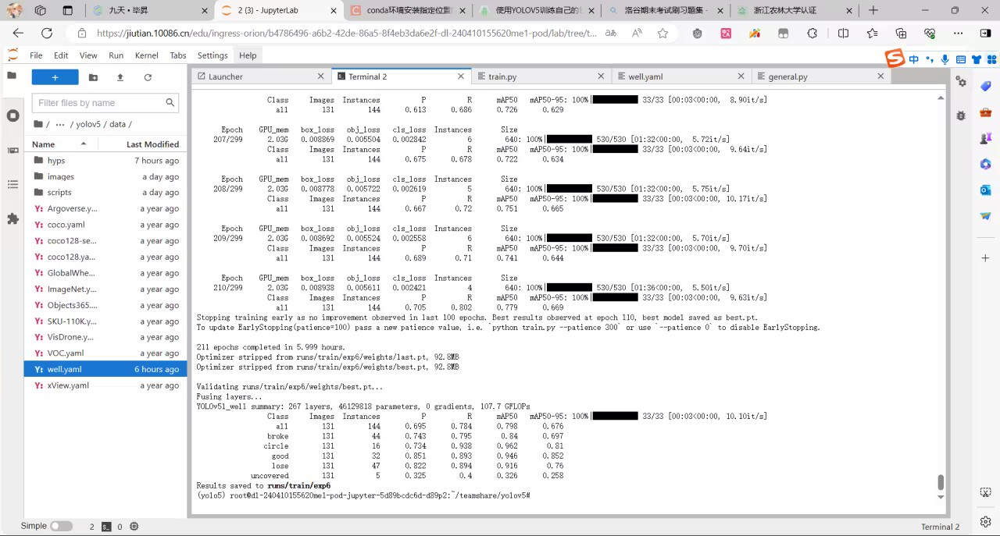 九天·毕昇
2 (3) - JupyterLab
conda环境安装指定位置
使用YOLOV5训练自己的
洛谷期末考试刷习题集 -
浙江农林大学认证
https://jiutian.10086.cn/edu/ingress-orion/b4786496-a6b2-42de-86a5-8f4eb3da6e2f-dl-240410155620me1-pod/lab/tree/t...
File Edit View Run Kernel Tabs Settings Help
中
Launcher
Terminal 2
train.py
well.yaml
general.py
Filter files by name
/ ... / yolov5 / data /
Name Last Modified
hyps 7 hours ago
images a day ago
scripts a day ago
Argoverse.y... a year ago
coco.yaml a year ago
coco128-se... a year ago
coco128.ya... a year ago
GlobalWhe... a year ago
ImageNet.y... a year ago
Objects365.... a year ago
SKU-110K.y... a year ago
VisDrone.y... a year ago
VOC.yaml a year ago
well.yaml 6 hours ago
xView.yaml a year ago
Class Images Instances P R mAP50 mAP50-95: 100%| 33/33 [00:03<00:00, 8.90it/s]
all 131 144 0.613 0.686 0.726 0.629
Epoch GPU_mem box_loss obj_loss cls_loss Instances Size
207/299 2.03G 0.008869 0.005504 0.002842 6 640: 100%| 530/530 [01:32<00:00, 5.72it/s]
Class Images Instances P R mAP50 mAP50-95: 100%| 33/33 [00:03<00:00, 9.64it/s]
all 131 144 0.675 0.678 0.722 0.634
Epoch GPU_mem box_loss obj_loss cls_loss Instances Size
208/299 2.03G 0.008778 0.005722 0.002619 5 640: 100%| 530/530 [01:32<00:00, 5.75it/s]
Class Images Instances P R mAP50 mAP50-95: 100%| 33/33 [00:03<00:00, 10.17it/s]
all 131 144 0.667 0.72 0.751 0.665
Epoch GPU_mem box_loss obj_loss cls_loss Instances Size
209/299 2.03G 0.008692 0.005524 0.002558 6 640: 100%| 530/530 [01:32<00:00, 5.70it/s]
Class Images Instances P R mAP50 mAP50-95: 100%| 33/33 [00:03<00:00, 9.70it/s]
all 131 144 0.689 0.71 0.741 0.644
Epoch GPU_mem box_loss obj_loss cls_loss Instances Size
210/299 2.03G 0.008938 0.005611 0.002421 4 640: 100%| 530/530 [01:36<00:00, 5.50it/s]
Class Images Instances P R mAP50 mAP50-95: 100%| 33/33 [00:03<00:00, 9.63it/s]
all 131 144 0.705 0.802 0.779 0.669
Stopping training early as no improvement observed in last 100 epochs. Best results observed at epoch 110, best model saved as best.pt.
To update EarlyStopping(patience=100) pass a new patience value, i.e. `python train.py --patience 300` or use `--patience 0` to disable EarlyStopping.
211 epochs completed in 5.999 hours.
Optimizer stripped from runs/train/exp6/weights/last.pt, 92.8MB
Optimizer stripped from runs/train/exp6/weights/best.pt, 92.8MB
Validating runs/train/exp6/weights/best.pt...
Fusing layers...
YOLOv5l_well summary: 267 layers, 46129818 parameters, 0 gradients, 107.7 GFLOPs
Class Images Instances P R mAP50 mAP50-95: 100%| 33/33 [00:03<00:00, 10.10it/s]
all 131 144 0.695 0.784 0.798 0.676
broke 131 44 0.743 0.795 0.84 0.697
circle 131 16 0.734 0.938 0.962 0.81
good 131 32 0.851 0.893 0.946 0.852
lose 131 47 0.822 0.894 0.916 0.76
uncovered 131 5 0.325 0.4 0.326 0.258
Results saved to runs/train/exp6
(yolo5) root@dl-240410155620me1-pod-jupyter-5d89bcdc6d-d89p2:~/teamshare/yolov5#
Simple 2 0 Terminal 2